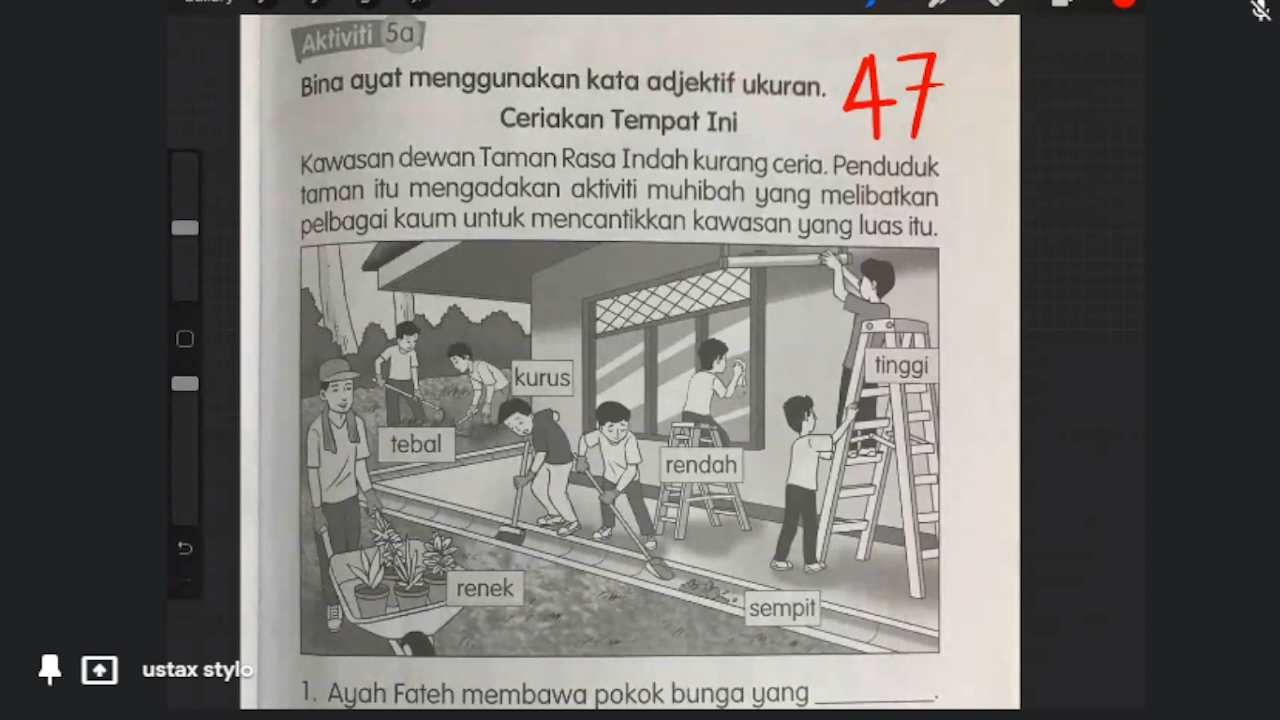 Aktiviti 5a
Bina ayat menggunakan kata adjektif ukuran.
47
Ceriakan Tempat Ini
Kawasan dewan Taman Rasa Indah kurang ceria. Penduduk
taman itu mengadakan aktiviti muhibah yang melibatkan
pelbagai kaum untuk mencantikkan kawasan yang luas itu.
tinggi
kurus
tebal
rendah
renek
sempit
ustax stylo
1. Ayah Fateh membawa pokok bunga yang __________.